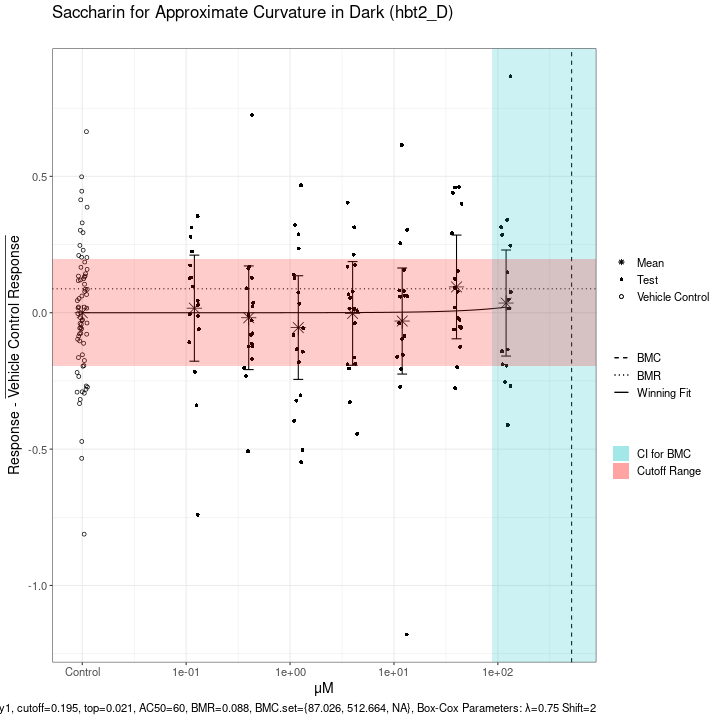 Saccharin for Approximate Curvature in Dark (hbt2_D)
Response - Vehicle Control Response
0.5
0.0
-0.5
-1.0
Control
1e-01
1e+00
1e+01
1e+02
μM
Mean
Test
Vehicle Control
BMC
BMR
Winning Fit
CI for BMC
Cutoff Range
y1, cutoff=0.195, top=0.021, AC50=60, BMR=0.088, BMC.set={87.026, 512.664, NA}, Box-Cox Parameters: λ=0.75 Shift=2